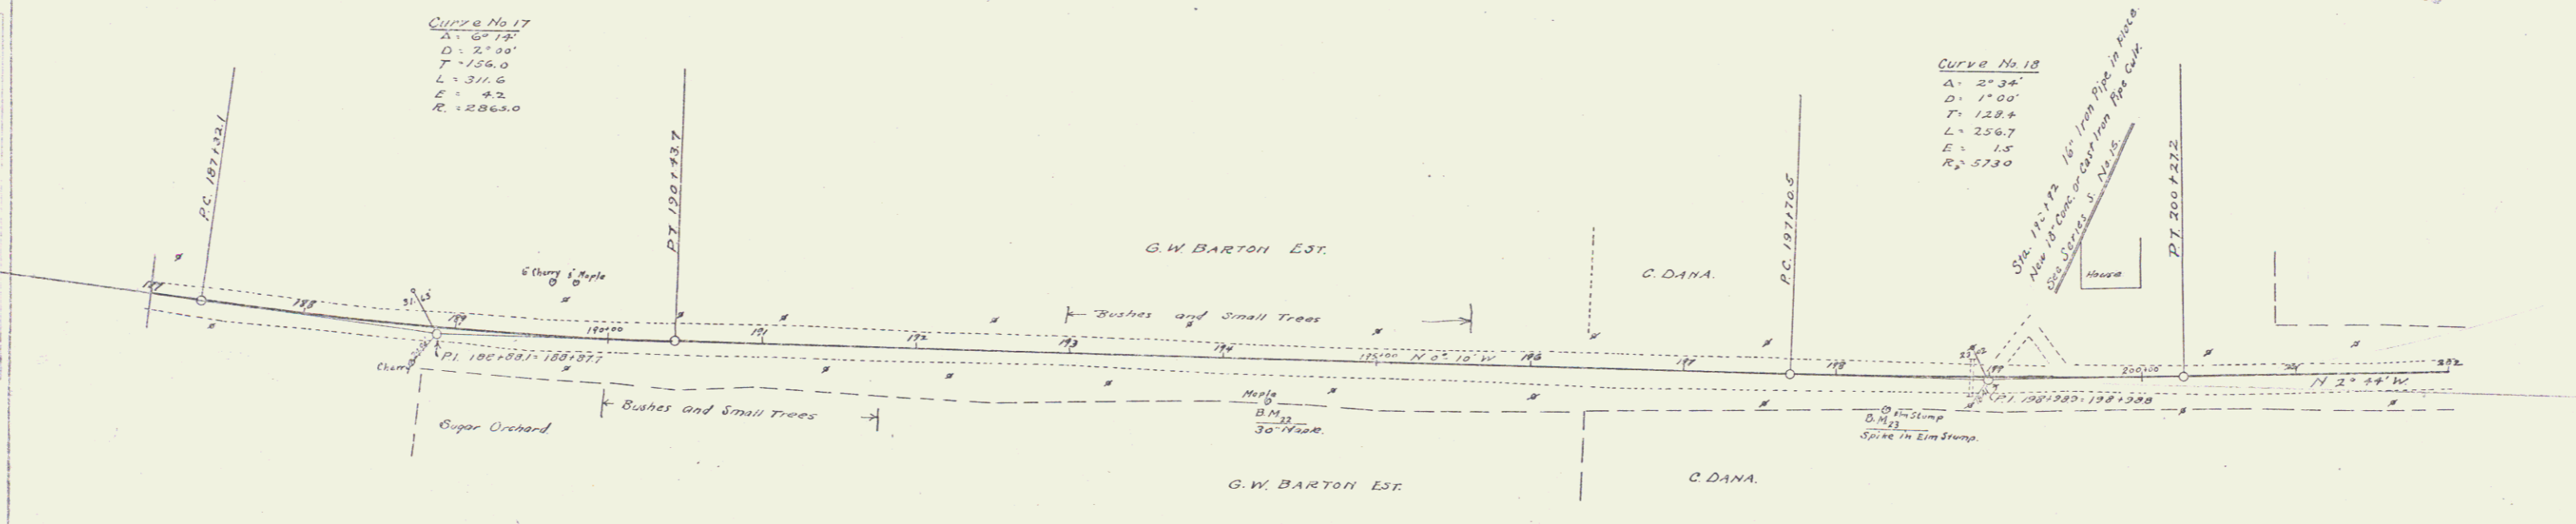 Curve No 17
Δ = 6° 14'
D = 2° 00'
T = 156.0
L = 311.6
E = 4.2
R. = 2865.0
Curve No. 18
Δ = 2° 34'
D = 1° 00'
T = 128.4
L = 256.7
E = 1.5
R = 5730
P.C. 187+32.1
P.T. 190+43.7
P.C. 197+70.5
P.T. 200+27.2
16" Iron Pipe in Place.
New 18" Conc. or Cast Iron Pipe Culv.
See Series S. No. 15.
House
G.W. BARTON EST.
C. DANA.
6 Cherry 8" Maple
Bushes and Small Trees
187
188
189
190+00
191
192
193
194
195+00
N 0° 10' W
196
197
198
199
200+00
201
202
N 2° 44' W.
P.I. 188+88.1 = 188+87.7
P.I. 198+98.9 = 198+98.8
Cherry
Bushes and Small Trees
Sugar Orchard.
Maple
B.M. 22
30" Maple.
Elm Stump
B.M. 23
Spike in Elm Stump.
G.W. BARTON EST.
C. DANA.